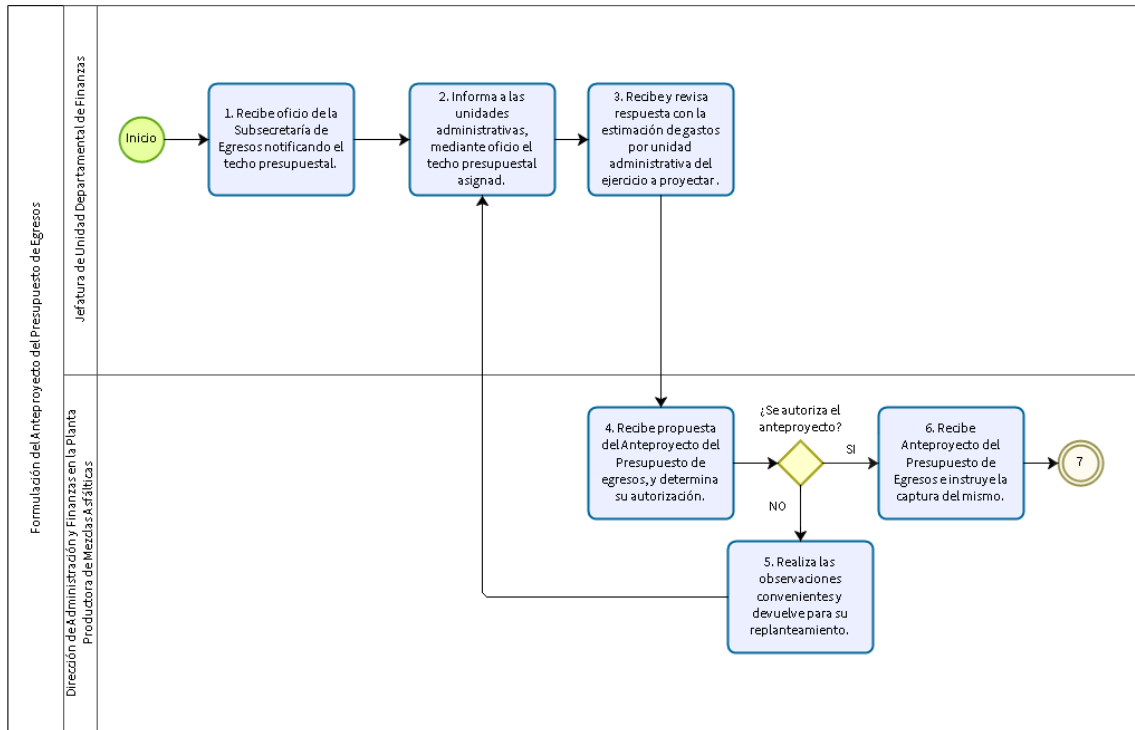 Formulación del Anteproyecto del Presupuesto de Egresos
Jefatura de Unidad Departamental de Finanzas
Inicio
1. Recibe oficio de la
Subsecretaría de
Egresos notificando el
techo presupuestal.
2. Informa a las
unidades
administrativas,
mediante oficio el
techo presupuestal
asignad.
3. Recibe y revisa
respuesta con la
estimación de gastos
por unidad
administrativa del
ejercicio a proyectar.
Dirección de Administración y Finanzas en la Planta
Productora de Mezclas Asfálticas
4. Recibe propuesta
del Anteproyecto del
Presupuesto de
egresos, y determina
su autorización.
¿Se autoriza el
anteproyecto?
SI
NO
6. Recibe
Anteproyecto del
Presupuesto de
Egresos e instruye la
captura del mismo.
7
5. Realiza las
observaciones
convenientes y
devuelve para su
replanteamiento.